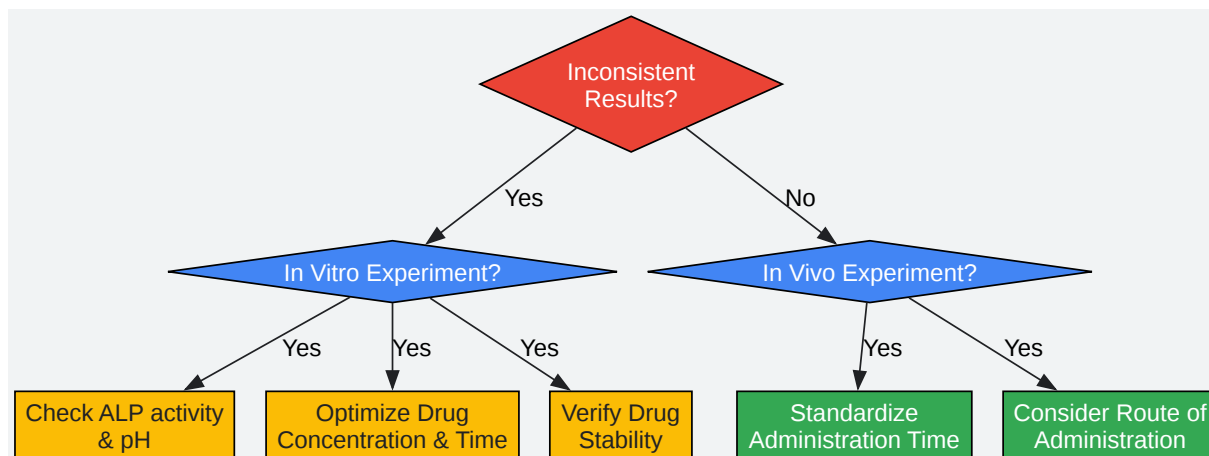 Inconsistent
Results?
Yes
No
In Vitro Experiment?
In Vivo Experiment?
Yes
Yes
Yes
Yes
Yes
Check ALP activity
& pH
Optimize Drug
Concentration & Time
Verify Drug
Stability
Standardize
Administration Time
Consider Route of
Administration